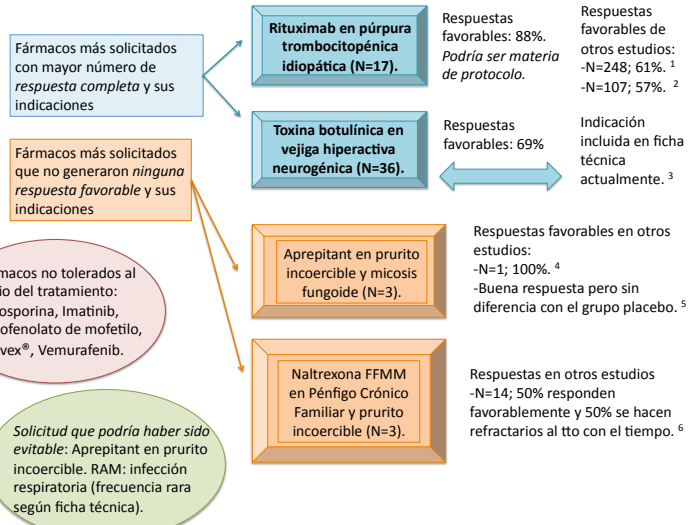 Fármacos más solicitados
con mayor número de
respuesta completa y sus
indicaciones
Rituximab en púrpura
trombocitopénica
idiopática (N=17).
Respuestas
favorables: 88%.
Podría ser materia
de protocolo.
Respuestas
favorables de
otros estudios:
-N=248; 61%. 1
-N=107; 57%. 2
Toxina botulínica en
vejiga hiperactiva
neurogénica (N=36).
Respuestas
favorables: 69%
Indicación
incluida en ficha
técnica
actualmente. 3
Fármacos más solicitados
que no generaron ninguna
respuesta favorable y sus
indicaciones
Aprepitant en prurito
incoercible y micosis
fungoide (N=3).
Respuestas favorables en otros
estudios:
-N=1; 100%. 4
-Buena respuesta pero sin
diferencia con el grupo placebo. 5
rmacos no tolerados al
io del tratamiento:
osporina, Imatinib,
ofenolato de mofetilo,
vex®, Vemurafenib.
Naltrexona FFMM
en Pénfigo Crónico
Familiar y prurito
incoercible (N=3).
Respuestas en otros estudios
-N=14; 50% responden
favorablemente y 50% se hacen
refractarios al tto con el tiempo. 6
Solicitud que podría haber sido
evitable: Aprepitant en prurito
incoercible. RAM: infección
respiratoria (frecuencia rara
según ficha técnica).